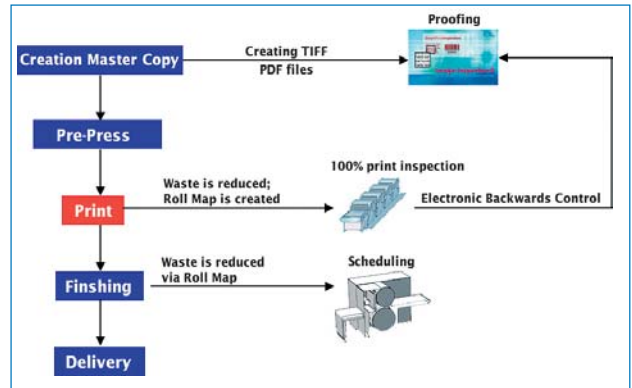 Proofing
Creation Master Copy
Creating TIFF
PDF files
Pre-Press
Print
Waste is reduced;
Roll Map is created
100% print inspection
Electronic Backwards Control
Finshing
Waste is reduced
via Roll Map
Scheduling
Delivery